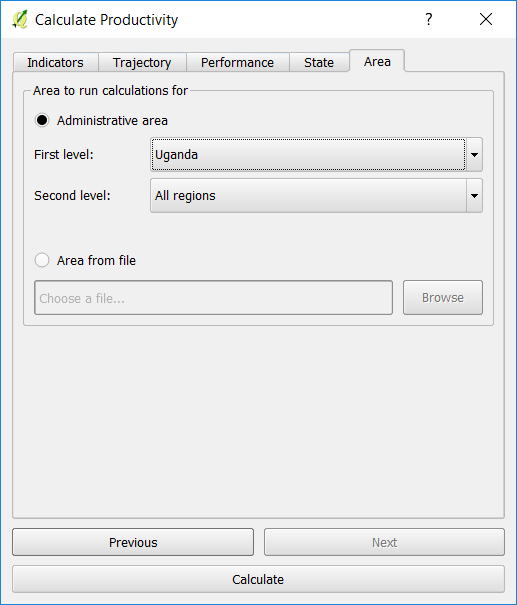 Calculate Productivity ?
Indicators Trajectory Performance State Area
Area to run calculations for
Administrative area
First level: Uganda
Second level: All regions
Area from file
Choose a file... Browse
Previous Next
Calculate